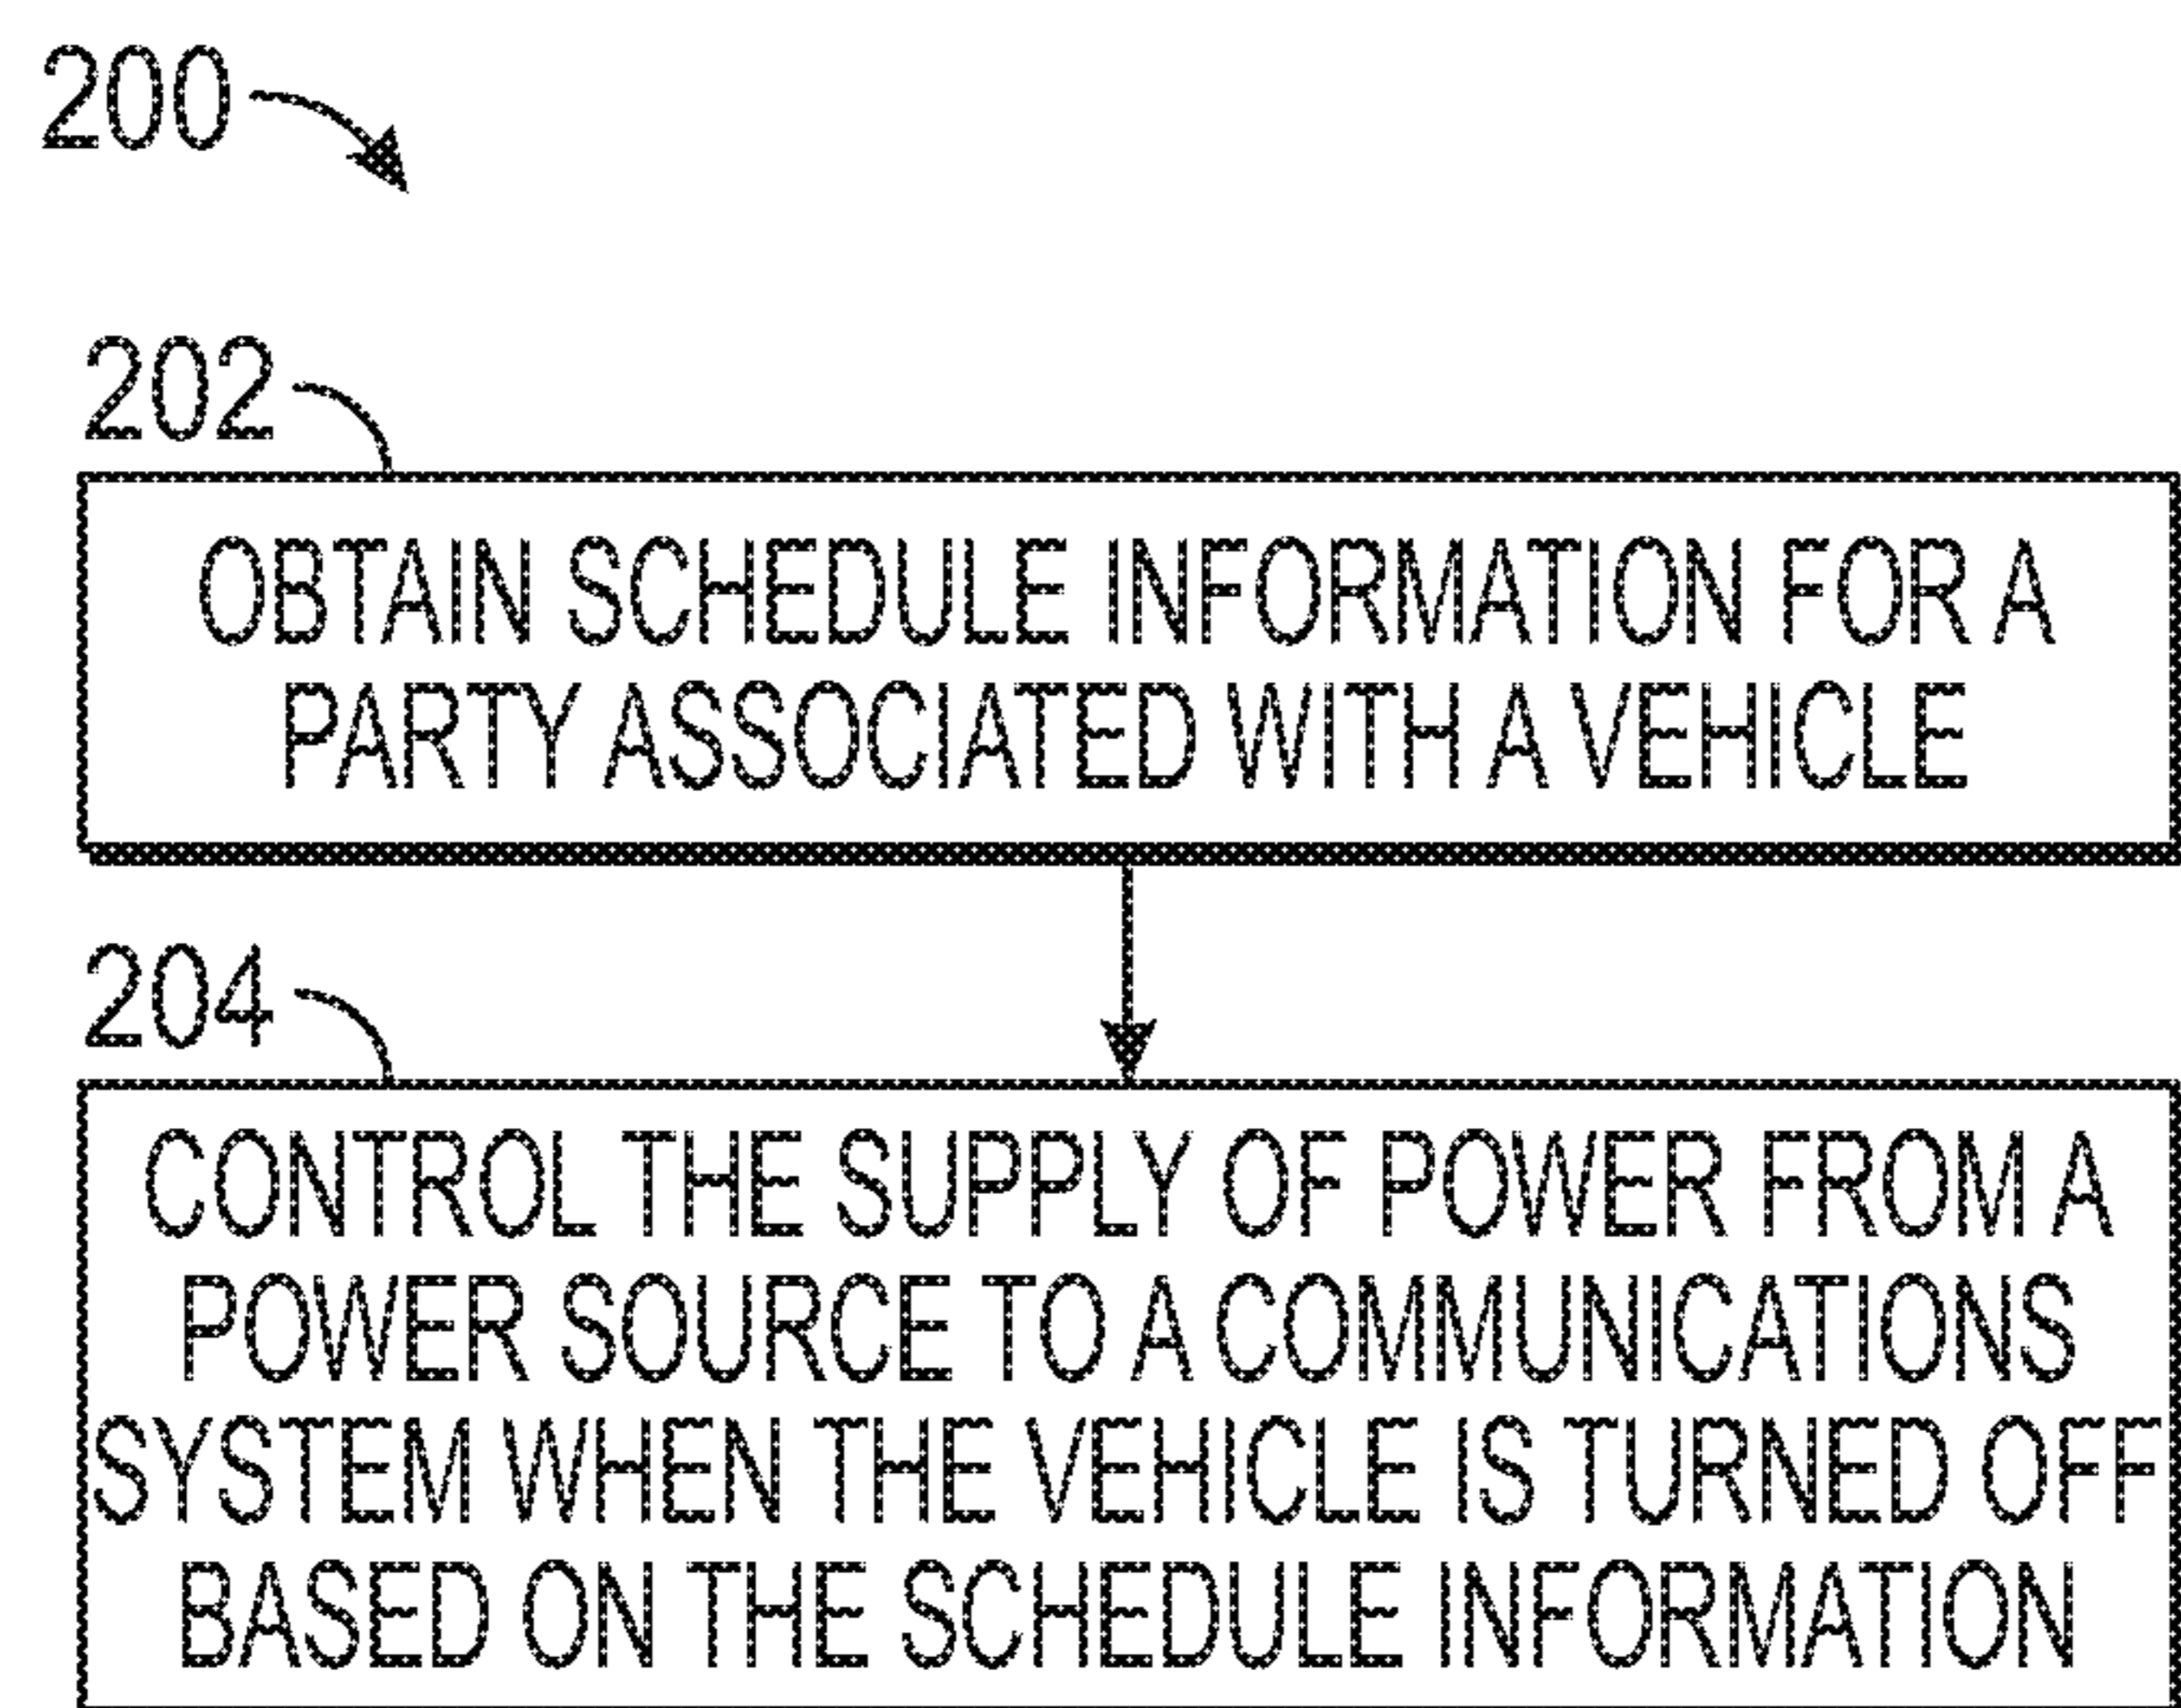 200
202
OBTAIN SCHEDULE INFORMATION FOR A
PARTY ASSOCIATED WITH A VEHICLE
204
CONTROL THE SUPPLY OF POWER FROM A
POWER SOURCE TO A COMMUNICATIONS
SYSTEM WHEN THE VEHICLE IS TURNED OFF
BASED ON THE SCHEDULE INFORMATION